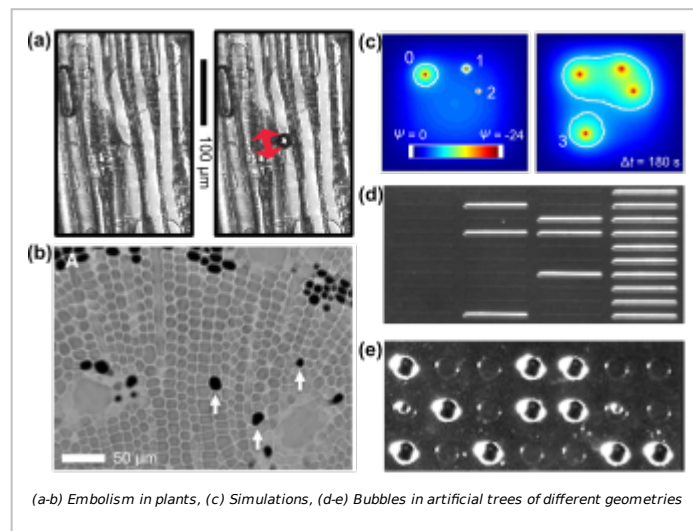 (a)
100 µm
(b)
A
50 µm
(c)
0
1
2
Ψ = 0 Ψ = -24
3
Δt = 180 s
(d)
(e)
(a-b) Embolism in plants, (c) Simulations, (d-e) Bubbles in artificial trees of different geometries